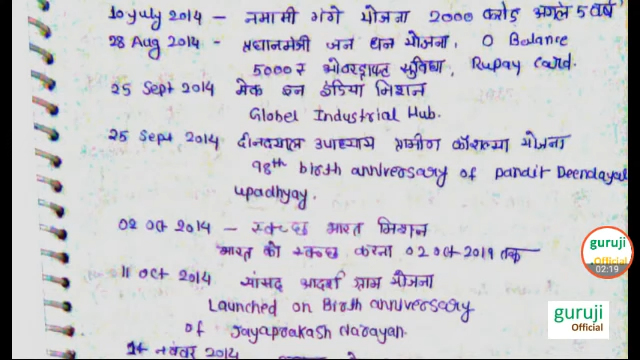 10 July 2014 - नमामी गंगे योजना 2000 करोड़ अगले 5 वर्ष
28 Aug 2014 - प्रधानमंत्री जन धन योजना, 0 Balance
5000 ₹ ओवरड्राफ्ट सुविधा, Rupay Card.
25 Sept 2014 मेक इन इंडिया मिशन
Globel Industrial Hub.
25 Sept 2014 दीनदयाल उपाध्याय ग्रामीण कौशल्या योजना
98th birth anniversary of Pandit Deendayal
upadhyay.
02 Oct 2014 - स्वच्छ भारत मिशन
भारत को स्वच्छ करना 02 Oct 2019 तक
11 Oct 2014 सांसद आदर्श ग्राम योजना
Launched on Birth anniversary
of Jayaprakash Narayan.
नवंबर 2014
guruji
Official
02:19
guruji
Official